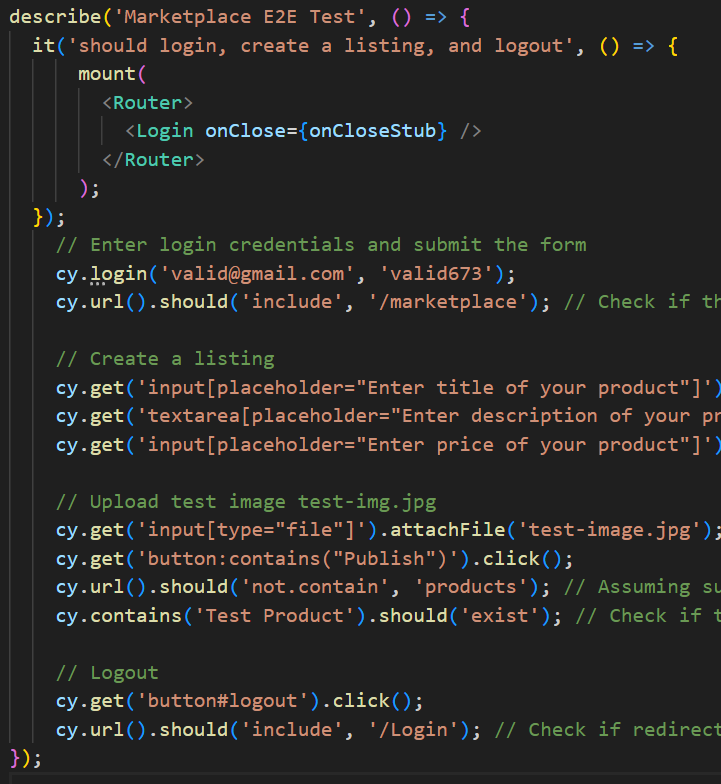 describe('Marketplace E2E Test', () => {
it('should login, create a listing, and logout', () => {
mount(
<Router>
<Login onClose={onCloseStub} />
</Router>
);
});
// Enter login credentials and submit the form
cy.login('valid@gmail.com', 'valid673');
cy.url().should('include', '/marketplace'); // Check if th
// Create a listing
cy.get('input[placeholder="Enter title of your product"]')
cy.get('textarea[placeholder="Enter description of your pr
cy.get('input[placeholder="Enter price of your product"]')
// Upload test image test-img.jpg
cy.get('input[type="file"]').attachFile('test-image.jpg');
cy.get('button:contains("Publish")').click();
cy.url().should('not.contain', 'products'); // Assuming su
cy.contains('Test Product').should('exist'); // Check if t
// Logout
cy.get('button#logout').click();
cy.url().should('include', '/Login'); // Check if redirect
});